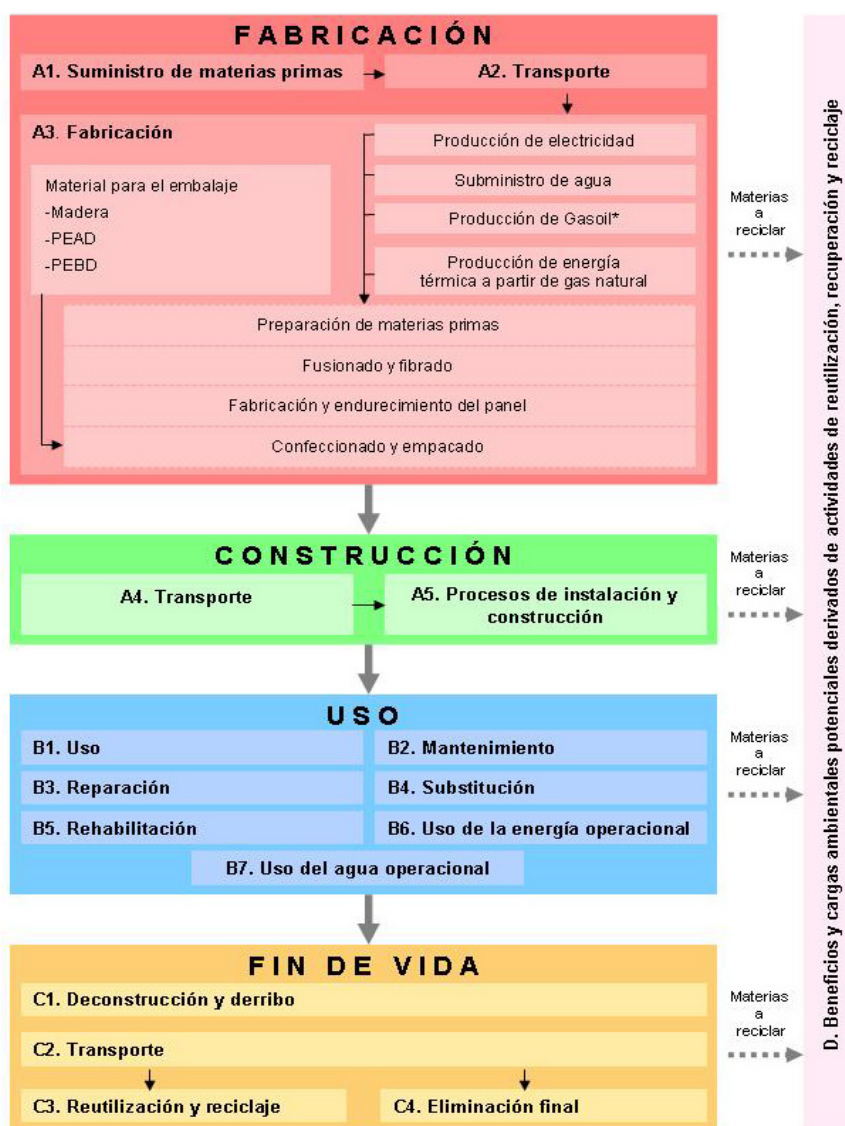 FABRICACIÓN
A1. Suministro de materias primas
A2. Transporte
A3. Fabricación
Producción de electricidad
Subministro de agua
Producción de Gasoil*
Producción de energía
térmica a partir de gas natural
Material para el embalaje
-Madera
-PEAD
-PEBD
Preparación de materias primas
Fusionado y fibrado
Fabricación y endurecimiento del panel
Confeccionado y empacado
Materias
a
reciclar
CONSTRUCCIÓN
A4. Transporte
A5. Procesos de instalación y
construcción
Materias
a
reciclar
USO
B1. Uso
B2. Mantenimiento
B3. Reparación
B4. Substitución
B5. Rehabilitación
B6. Uso de la energía operacional
B7. Uso del agua operacional
Materias
a
reciclar
FIN DE VIDA
C1. Deconstrucción y derribo
C2. Transporte
C3. Reutilización y reciclaje
C4. Eliminación final
Materias
a
reciclar
D. Beneficios y cargas ambientales potenciales derivados de actividades de reutilización, recuperación y reciclaje